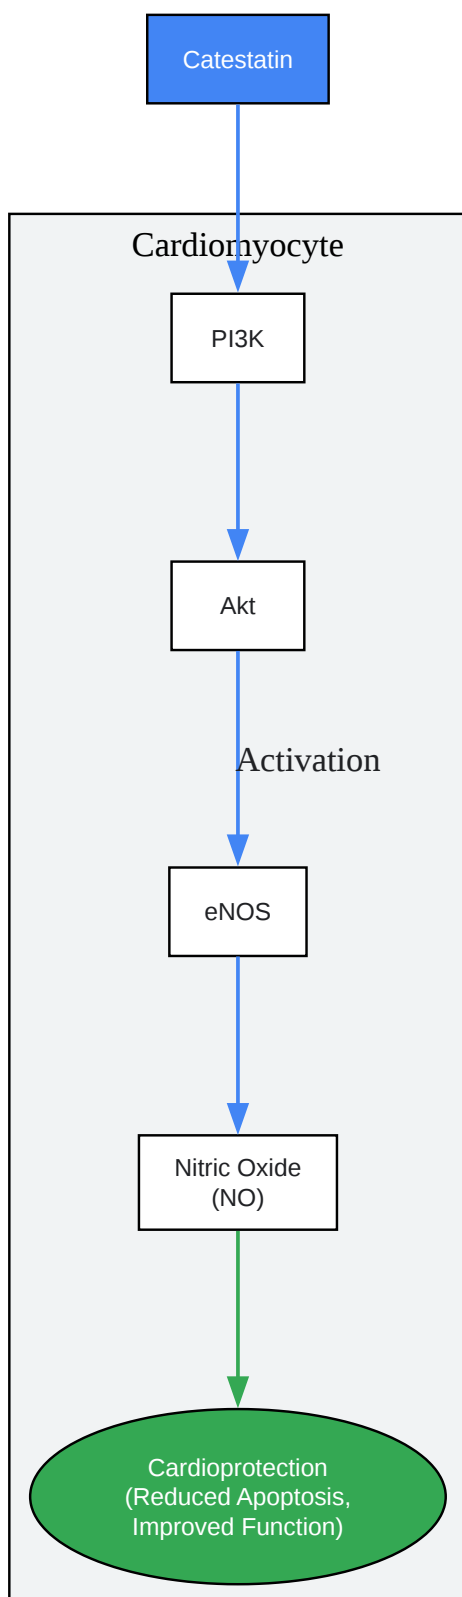 Catestatin
Cardiomyocyte
PI3K
Akt
Activation
eNOS
Nitric Oxide
(NO)
Cardioprotection
(Reduced Apoptosis,
Improved Function)